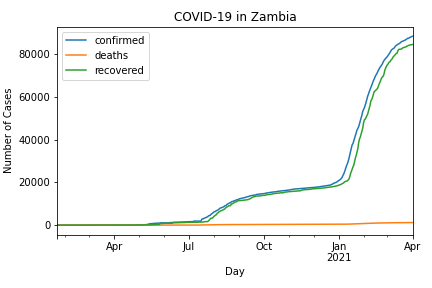 COVID-19 in Zambia
confirmed
deaths
recovered
Number of Cases
80000
60000
40000
20000
0
Apr
Jul
Oct
Jan
2021
Apr
Day